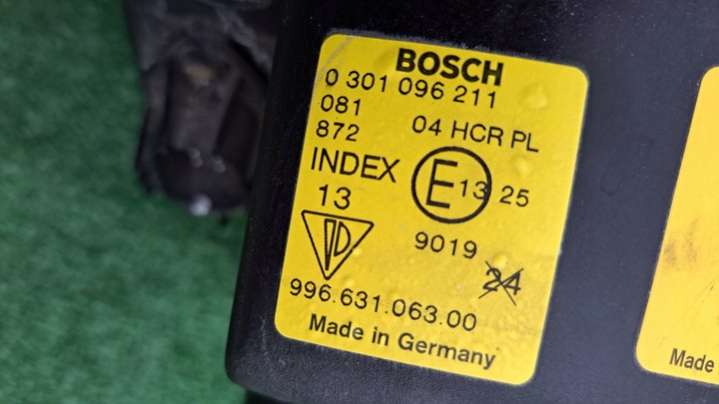 BOSCH
0 301 096 211
081
872 04 HCR PL
INDEX E 13 25
13
9019
24
996.631.063.00
Made in Germany
Made